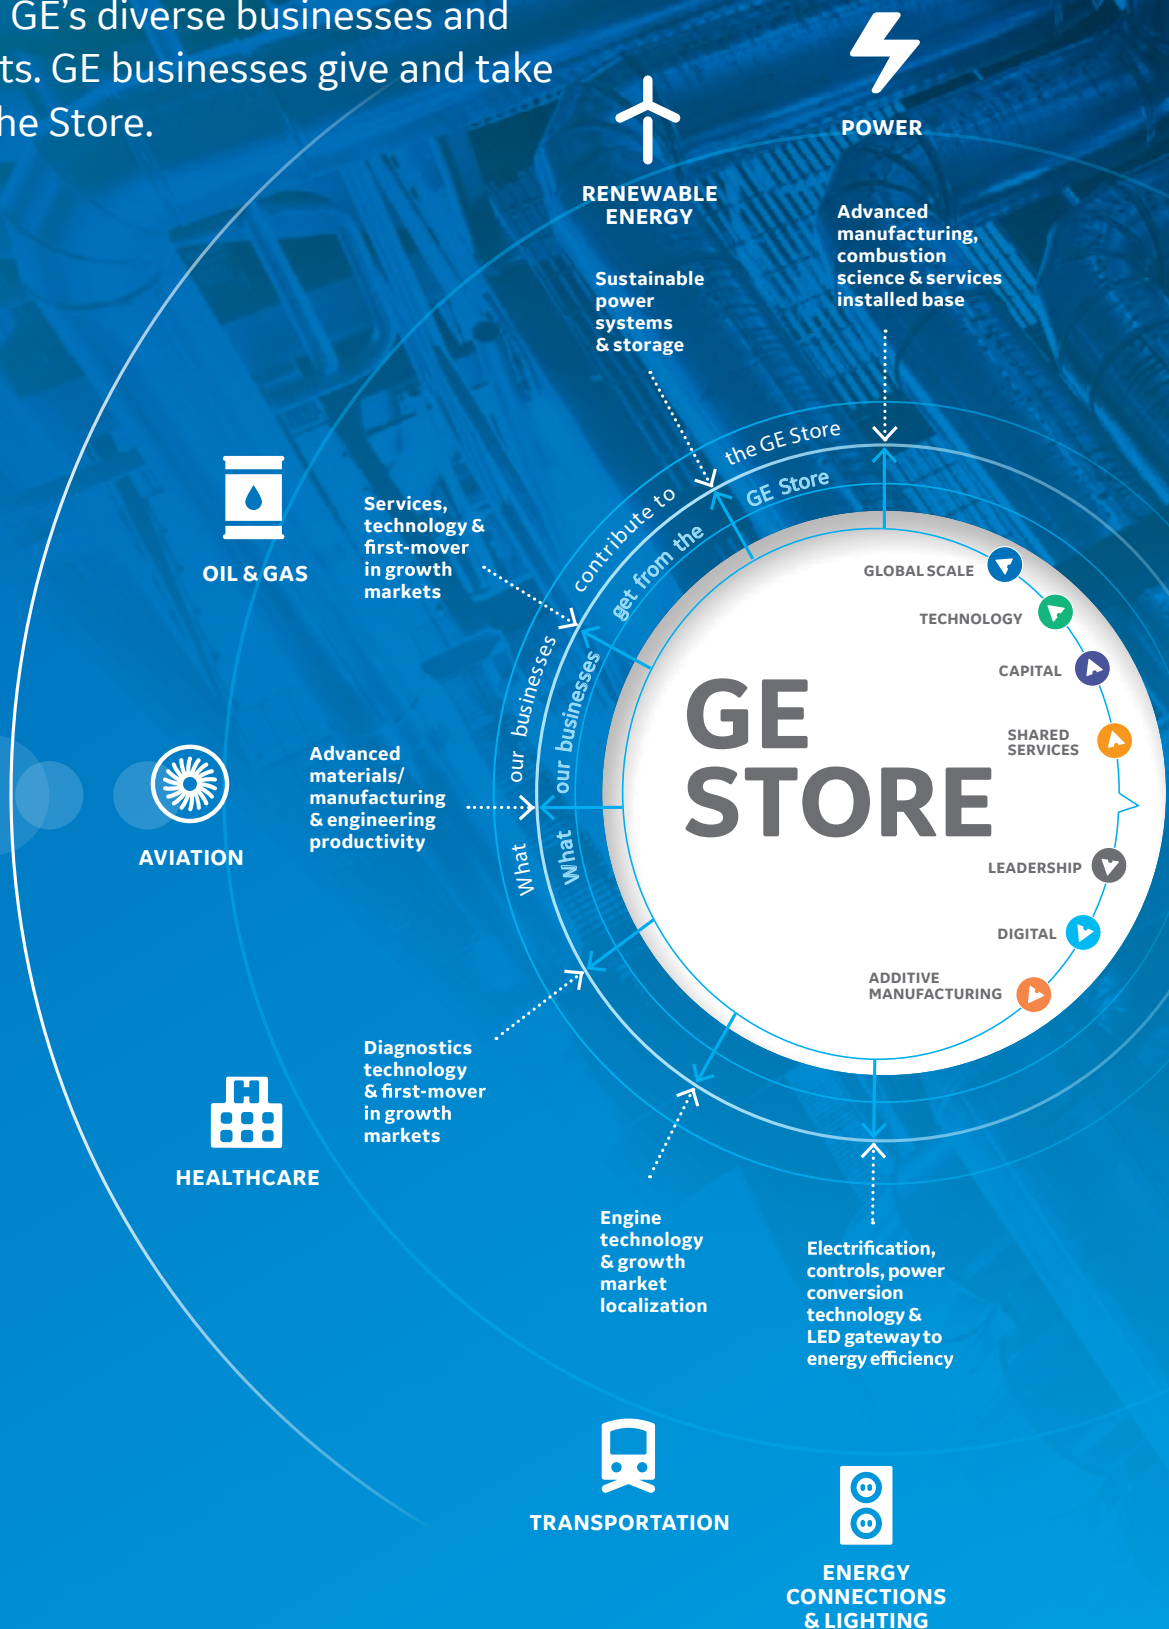 GE’s diverse businesses and
ts. GE businesses give and take
he Store.
POWER
RENEWABLE
ENERGY
Advanced
manufacturing,
combustion
science & services
installed base
Sustainable
power
systems
& storage
What our businesses contribute to the GE Store
What our businesses get from the GE Store
OIL & GAS
Services,
technology &
first-mover
in growth
markets
GLOBAL SCALE
TECHNOLOGY
CAPITAL
SHARED
SERVICES
GE
STORE
LEADERSHIP
DIGITAL
ADDITIVE
MANUFACTURING
AVIATION
Advanced
materials/
manufacturing
& engineering
productivity
HEALTHCARE
Diagnostics
technology
& first-mover
in growth
markets
Engine
technology
& growth
market
localization
TRANSPORTATION
Electrification,
controls, power
conversion
technology &
LED gateway to
energy efficiency
ENERGY
CONNECTIONS
& LIGHTING